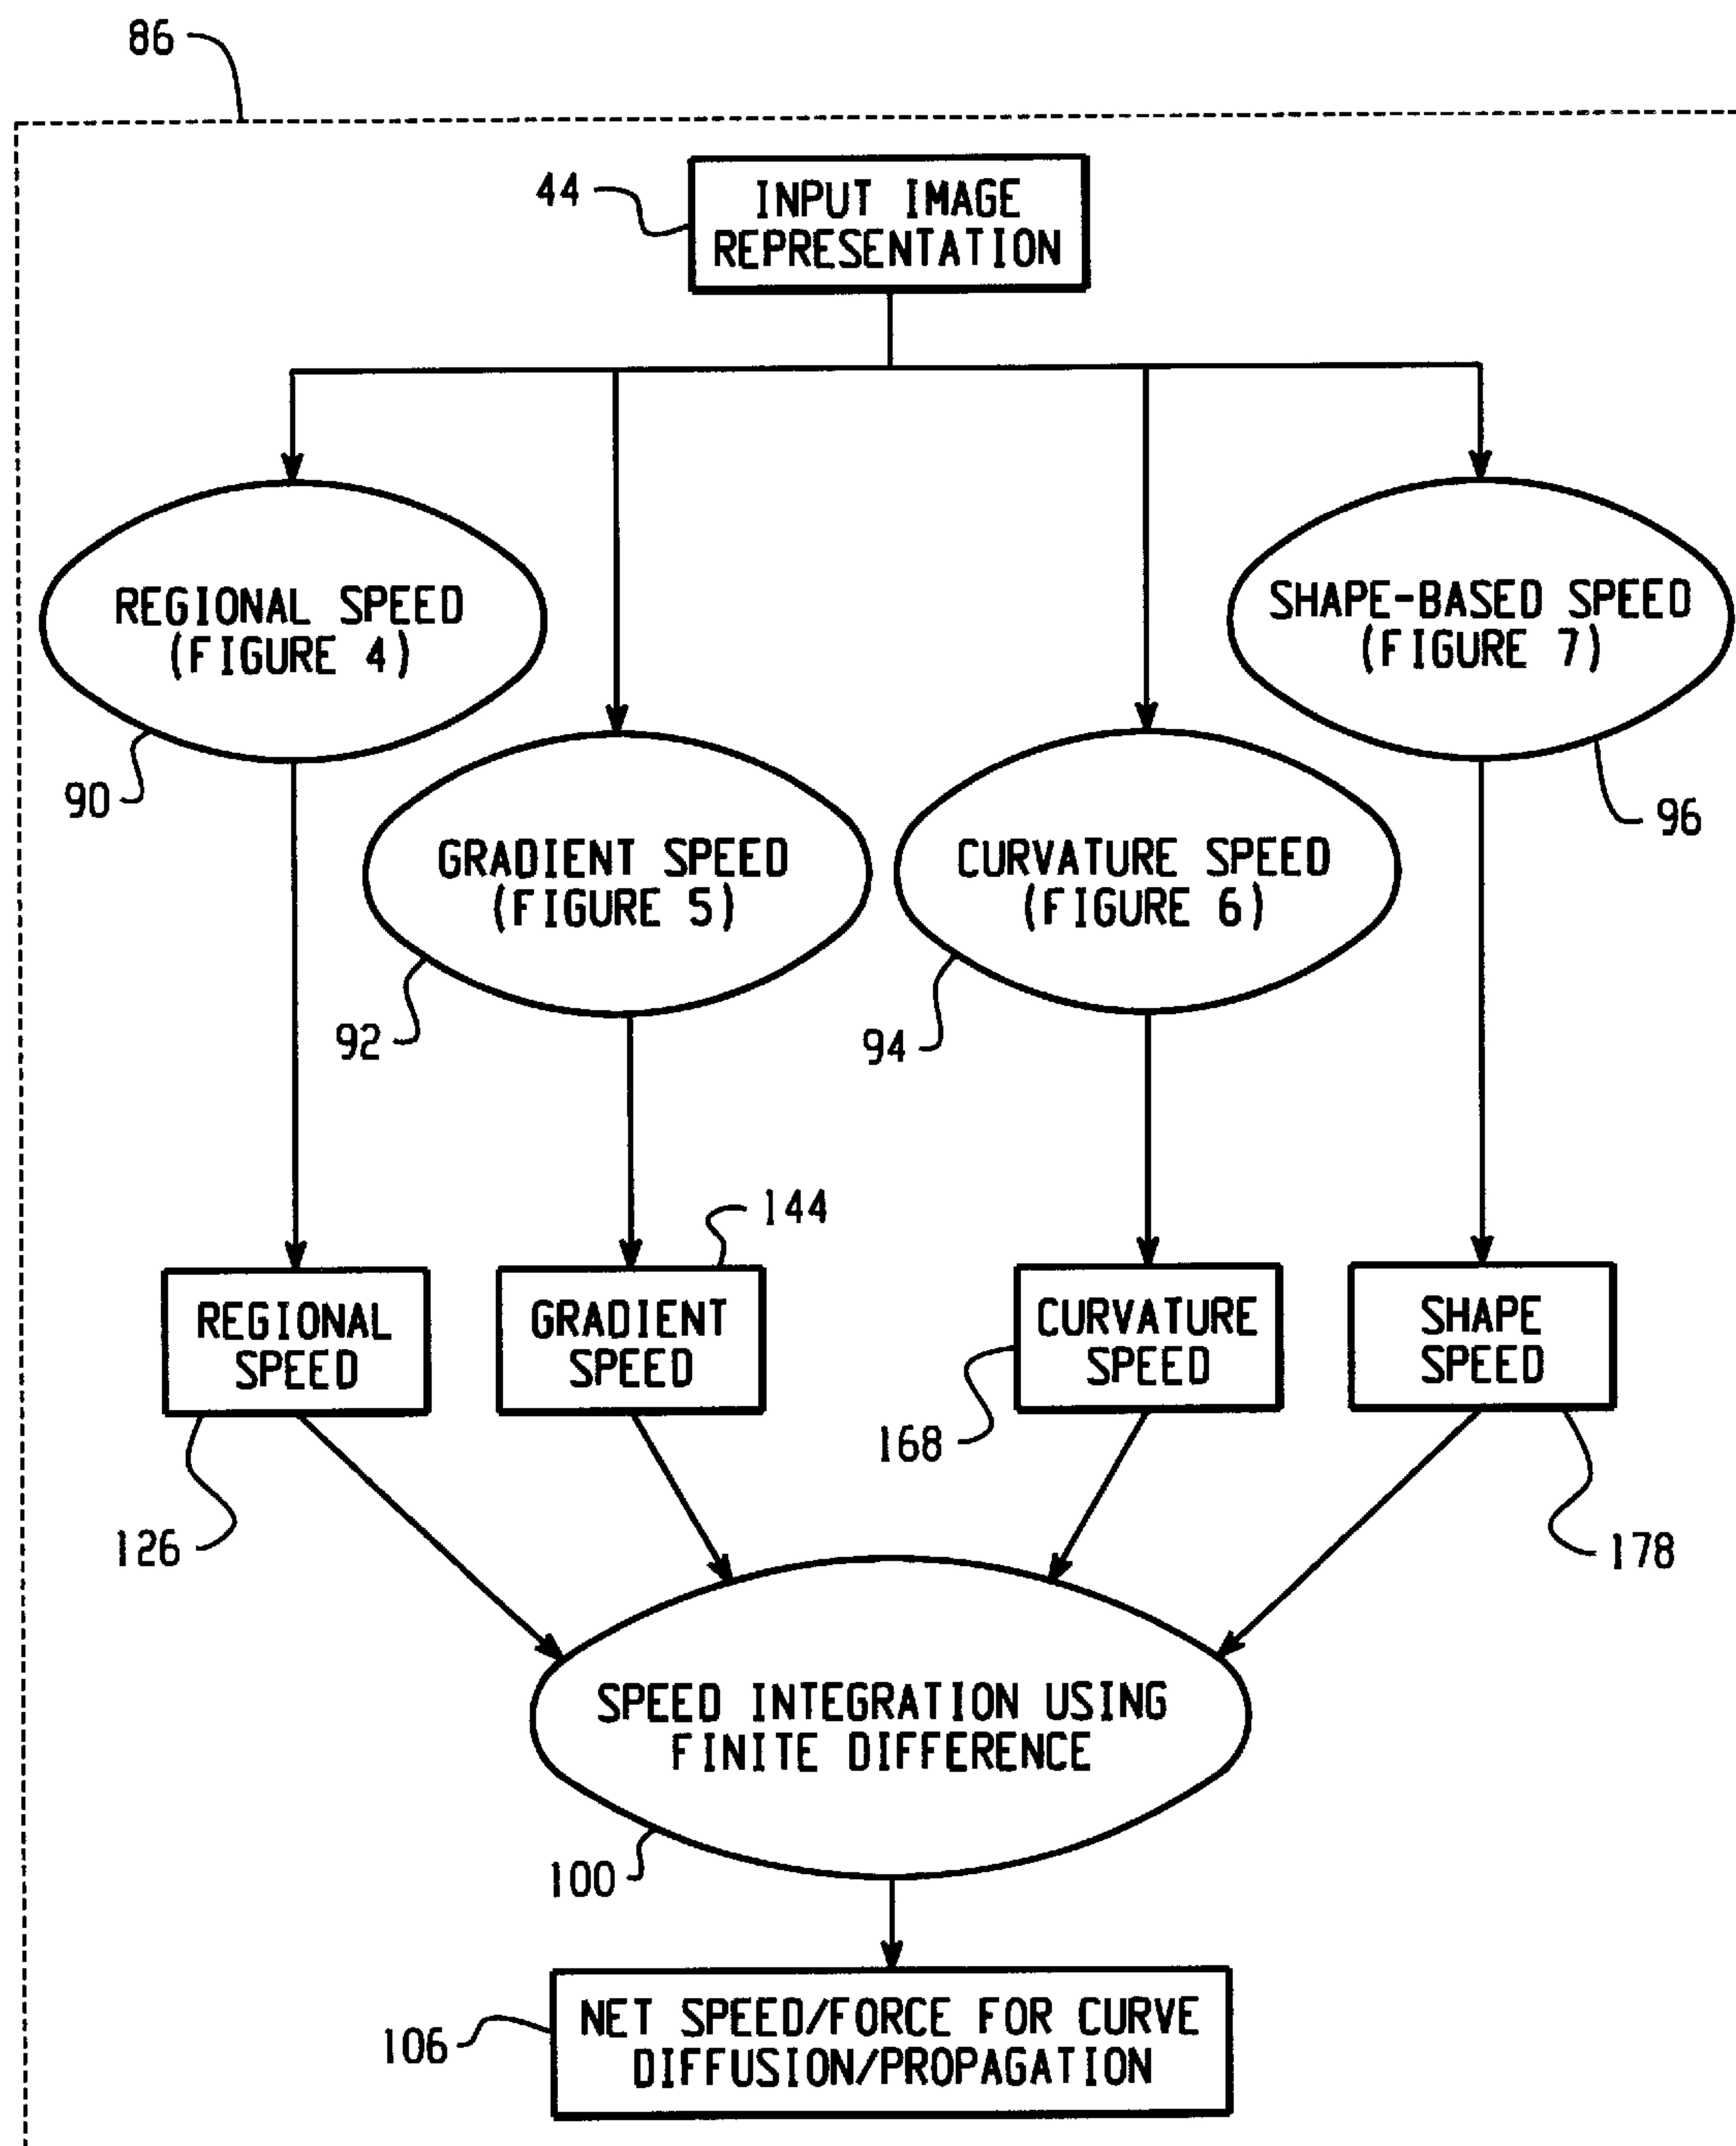 86
44
INPUT IMAGE
REPRESENTATION
REGIONAL SPEED
(FIGURE 4)
SHAPE-BASED SPEED
(FIGURE 7)
90
96
GRADIENT SPEED
(FIGURE 5)
CURVATURE SPEED
(FIGURE 6)
92
94
144
REGIONAL
SPEED
GRADIENT
SPEED
CURVATURE
SPEED
SHAPE
SPEED
168
126
178
SPEED INTEGRATION USING
FINITE DIFFERENCE
100
NET SPEED/FORCE FOR CURVE
DIFFUSION/PROPAGATION
106